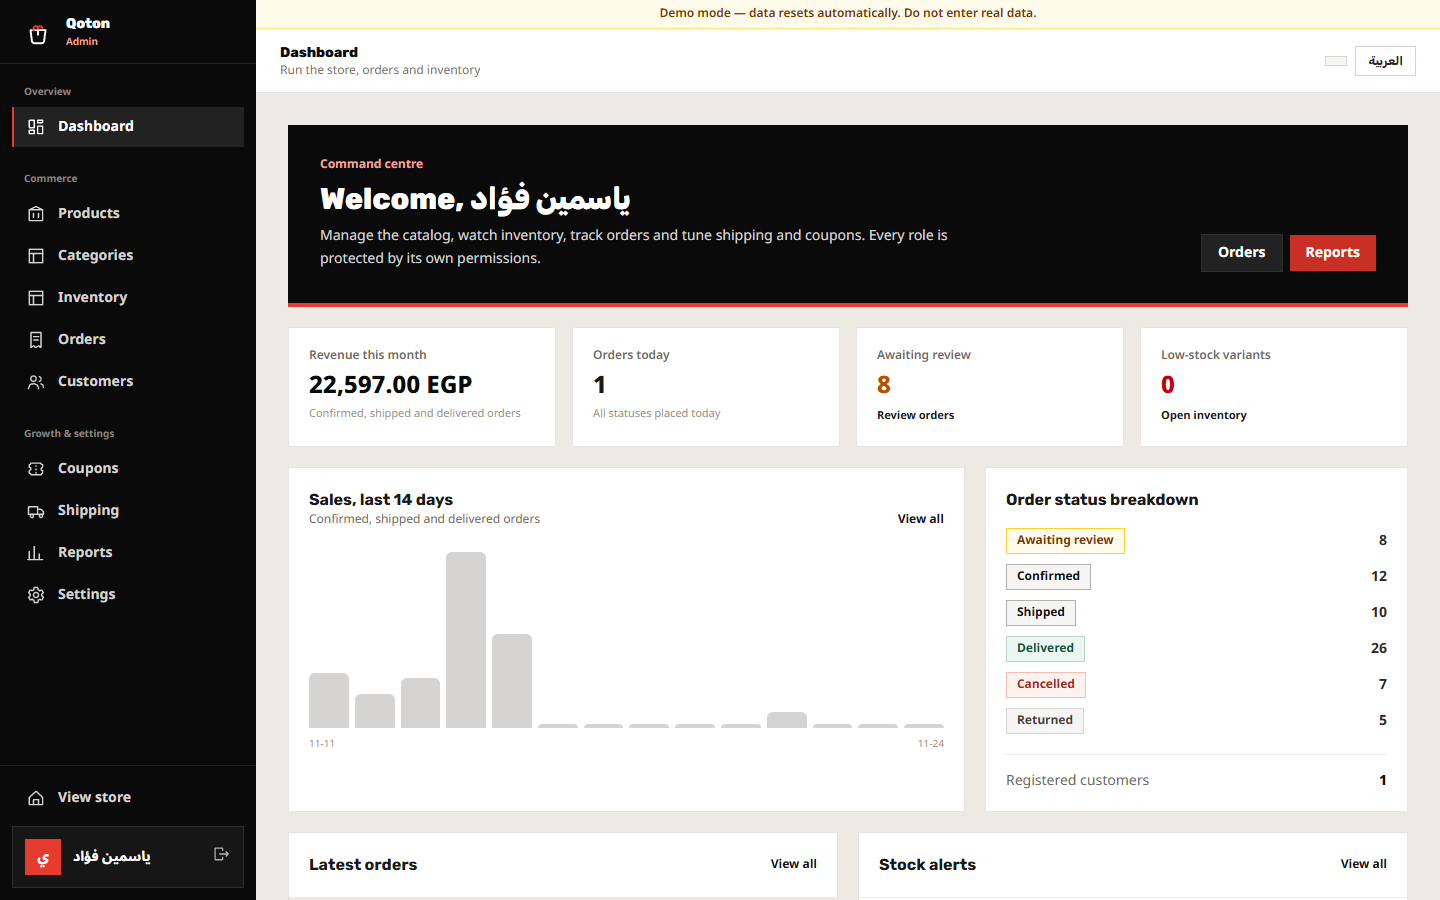 Qoton
Admin
Overview
Dashboard
Commerce
Products
Categories
Inventory
Orders
Customers
Growth & settings
Coupons
Shipping
Reports
Settings
View store
ي
ياسمين فؤاد
Demo mode — data resets automatically. Do not enter real data.
Dashboard
Run the store, orders and inventory
العربية
Command centre
Welcome, ياسمين فؤاد
Manage the catalog, watch inventory, track orders and tune shipping and coupons. Every role is
protected by its own permissions.
Orders
Reports
Revenue this month
22,597.00 EGP
Confirmed, shipped and delivered orders
Orders today
1
All statuses placed today
Awaiting review
8
Review orders
Low-stock variants
0
Open inventory
Sales, last 14 days
Confirmed, shipped and delivered orders
View all
11-11
11-24
Order status breakdown
Awaiting review 8
Confirmed 12
Shipped 10
Delivered 26
Cancelled 7
Returned 5
Registered customers 1
Latest orders
View all
Stock alerts
View all